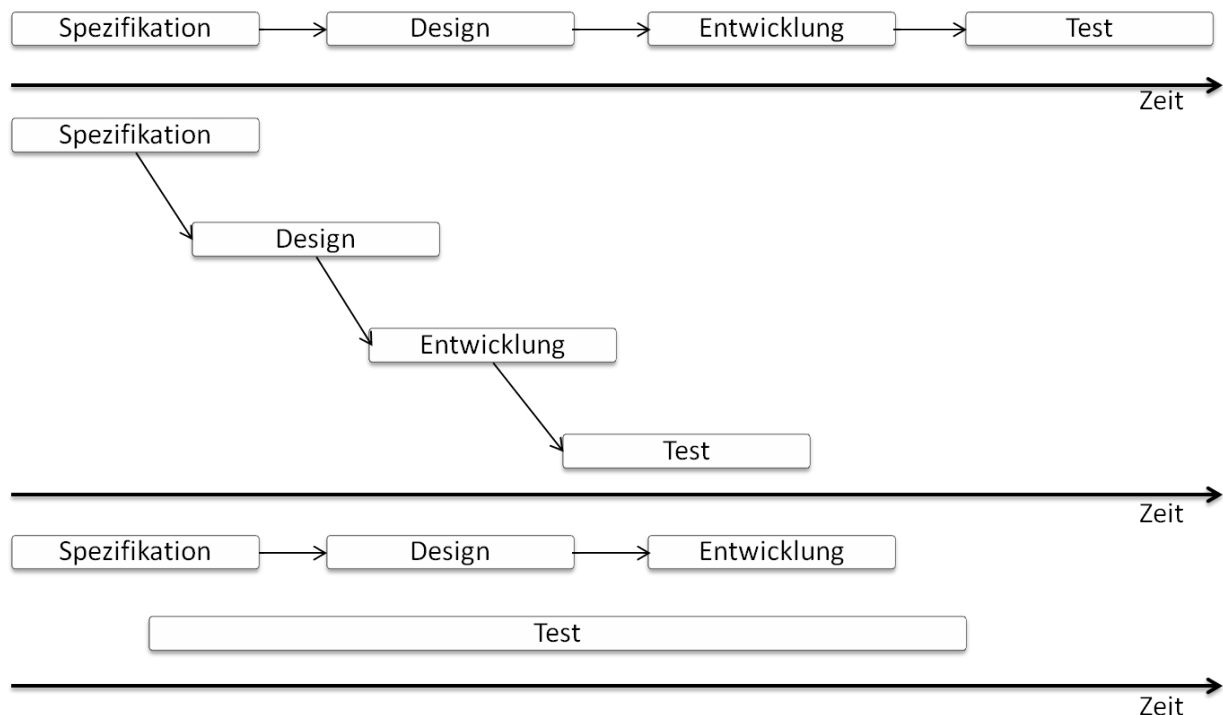 Spezifikation
Design
Entwicklung
Test
Zeit
Spezifikation
Design
Entwicklung
Test
Zeit
Spezifikation
Design
Entwicklung
Test
Zeit